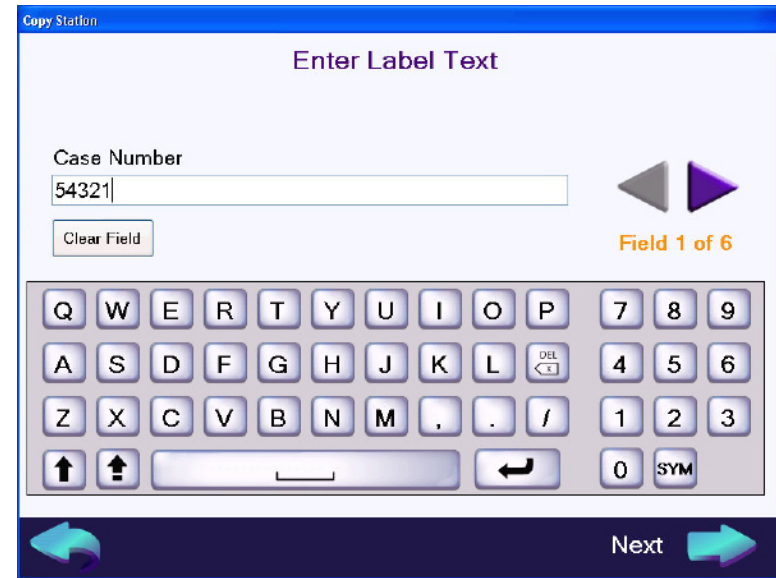 Copy Station
Enter Label Text
Case Number
54321
Clear Field
Field 1 of 6
Q W E R T Y U I O P 7 8 9
A S D F G H J K L DEL X 4 5 6
Z X C V B N M , . / 1 2 3
0 SYM
Next